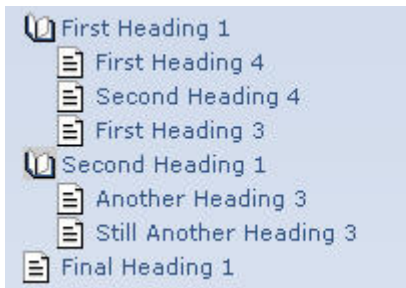 First Heading 1
First Heading 4
Second Heading 4
First Heading 3
Second Heading 1
Another Heading 3
Still Another Heading 3
Final Heading 1